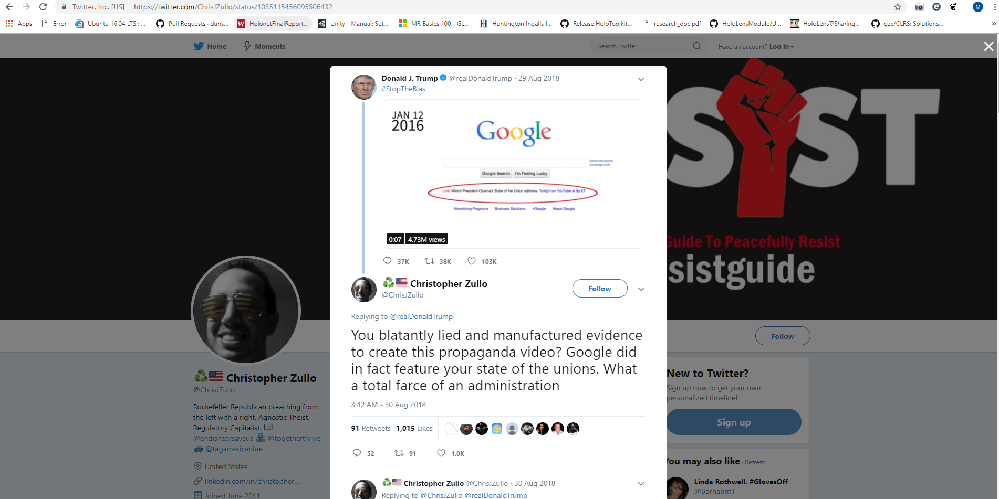 Twitter, Inc. [US] https://twitter.com/ChrisJZullo/status/1035115456095506432
Apps Error Ubuntu 16.04 LTS : ... Pull Requests · duns... HolonetFinalReport... Unity - Manual: Set... MR Basics 100 - Ge... Huntington Ingalls I... Release HoloToolkit... research_doc.pdf HoloLensModule/U... HoloLensでSharing... gzc/CLRS: Solutions... »
Home Moments Search Twitter Have an account? Log in
Donald J. Trump @realDonaldTrump · 29 Aug 2018
#StopTheBias
JAN 12
2016
Google
Advanced search
Language tools
Google Search I'm Feeling Lucky
Live! Watch President Obama's State of the Union address. Tonight on YouTube at 9p ET
Advertising Programs Business Solutions +Google About Google
0:07 4.73M views
37K 38K 103K
SIST
Guide To Peacefully Resist
sistguide
Christopher Zullo
@ChrisJZullo
Follow
Replying to @realDonaldTrump
You blatantly lied and manufactured evidence
to create this propaganda video? Google did
in fact feature your state of the unions. What
a total farce of an administration
3:42 AM - 30 Aug 2018
91 Retweets 1,015 Likes
52 91 1.0K
Christopher Zullo @ChrisJZullo · 30 Aug 2018
Replying to @ChrisJZullo @realDonaldTrump
Christopher Zullo
@ChrisJZullo
Rockefeller Republican preaching from
the left with a right. Agnostic Theist.
Regulatory Capitalist.
@endisnearsaveus @togetherthrive
@tagamericablue
United States
linkedin.com/in/christopher...
Joined June 2011
Follow
New to Twitter?
Sign up now to get your own
personalized timeline!
Sign up
You may also like · Refresh
Linda Rothwell. #GlovesOff
@Bornabrit1
M